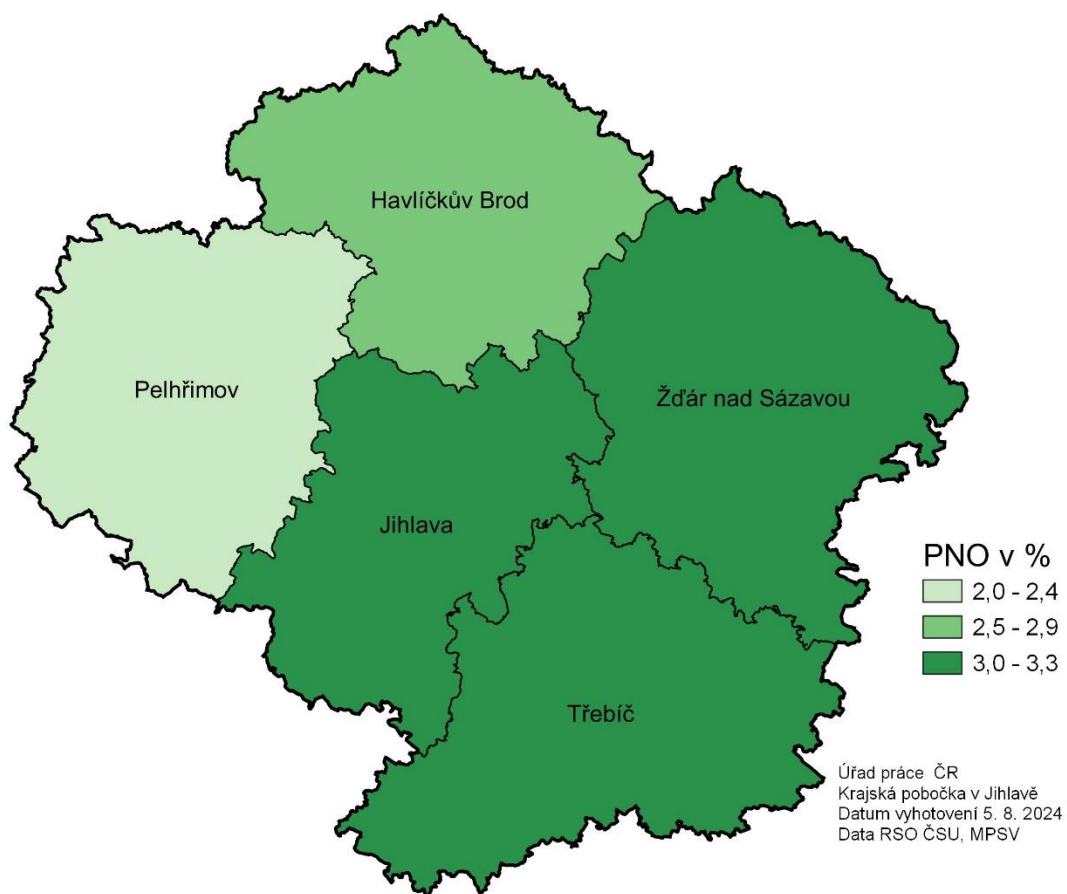 Havlíčkův Brod
Pelhřimov
Žďár nad Sázavou
Jihlava
Třebíč
PNO v %
2,0 - 2,4
2,5 - 2,9
3,0 - 3,3
Úřad práce ČR
Krajská pobočka v Jihlavě
Datum vyhotovení 5. 8. 2024
Data RSO ČSU, MPSV